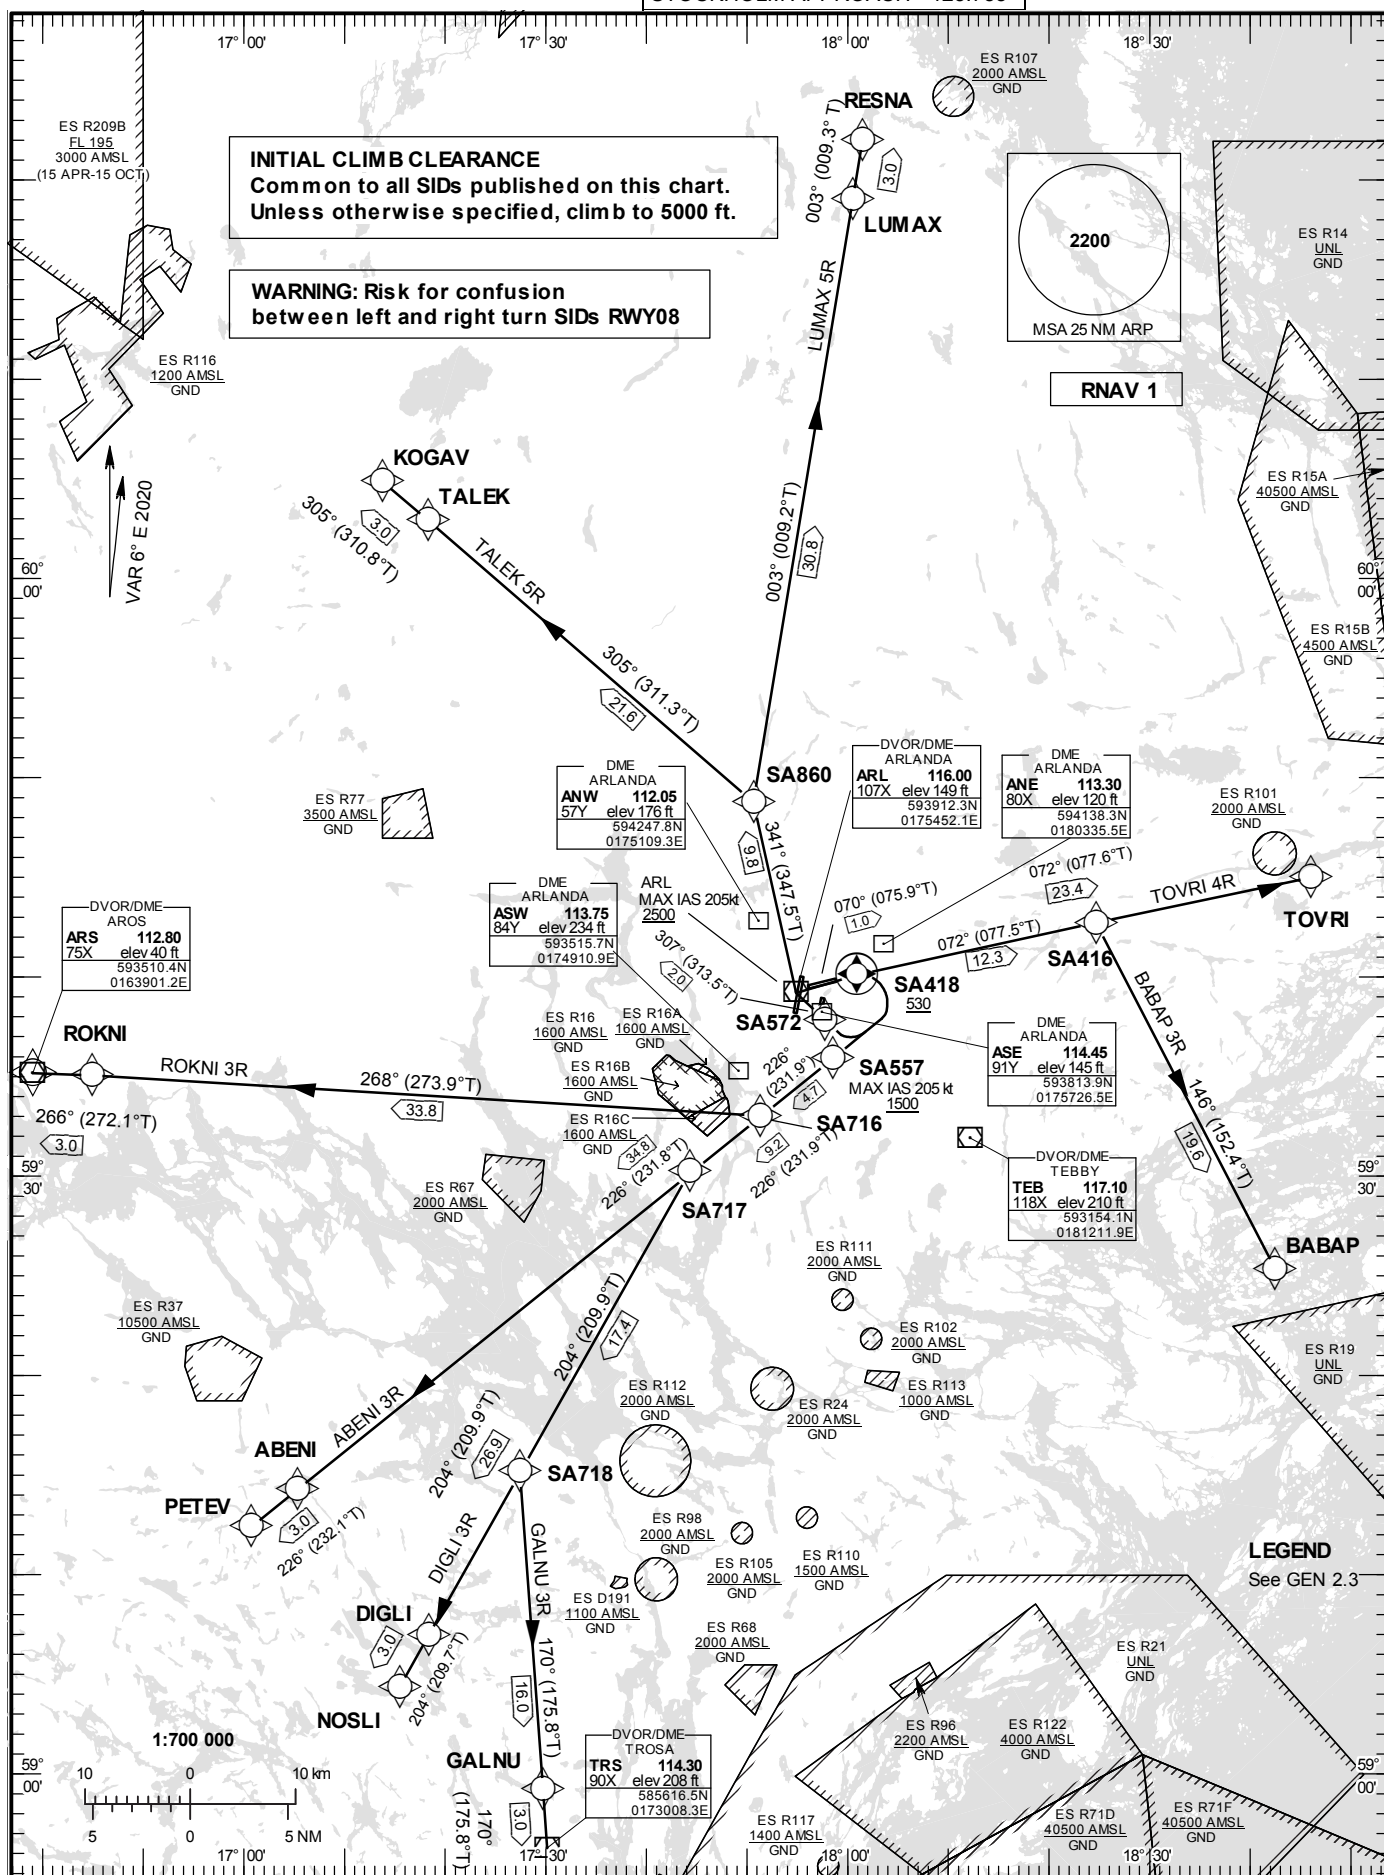 17° 00'
17° 30'
18° 00'
18° 30'
ES R107
2000 AMSL
GND
RESNA
ES R209B
FL 195
3000 AMSL
(15 APR-15 OCT)
INITIAL CLIMB CLEARANCE
Common to all SIDs published on this chart.
Unless otherwise specified, climb to 5000 ft.
003° (009.3° T)
3.0
LUMAX
2200
MSA 25 NM ARP
ES R14
UNL
GND
WARNING: Risk for confusion
between left and right turn SIDs RWY08
LUMAX 5R
ES R116
1200 AMSL
GND
RNAV 1
KOGAV
TALEK
3.0
305° (310.8°T)
VAR 6° E 2020
TALEK 5R
003° (009.2°T)
30.8
ES R15A
40500 AMSL
GND
60°
00'
60°
00'
ES R15B
4500 AMSL
GND
305° (311.3°T)
21.6
SA860
DME
ARLANDA
ANW 112.05
57Y elev 176 ft
594247.8N
0175109.3E
DVOR/DME
ARLANDA
ARL 116.00
107X elev 149 ft
593912.3N
0175452.1E
DME
ARLANDA
ANE 113.30
80X elev 120 ft
594138.3N
0180335.5E
ES R101
2000 AMSL
GND
ES R77
3500 AMSL
GND
341° (347.5°T)
9.8
072° (077.6°T)
23.4
TOVRI 4R
TOVRI
ARL
MAX IAS 205kt
2500
070° (075.9°T)
1.0
DME
ARLANDA
ASW 113.75
84Y elev 234 ft
593515.7N
0174910.9E
DVOR/DME
AROS
ARS 112.80
75X elev 40 ft
593510.4N
0163901.2E
307° (313.5°T)
2.0
072° (077.5°T)
12.3
SA416
SA418
530
BABAP 3R
SA572
ROKNI
ES R16
1600 AMSL
GND
ES R16A
1600 AMSL
GND
DME
ARLANDA
ASE 114.45
91Y elev 145 ft
593813.9N
0175726.5E
ROKNI 3R
268° (273.9°T)
33.8
ES R16B
1600 AMSL
GND
226°
(231.9°)
4.7
SA557
MAX IAS 205 kt
1500
146° (152.4°T)
19.6
266° (272.1°T)
3.0
ES R16C
1600 AMSL
GND
SA716
34.8
226° (231.8°T)
9.2
226° (231.9°T)
59°
30'
59°
30'
ES R67
2000 AMSL
GND
SA717
DVOR/DME
TEBBY
TEB 117.10
118X elev 210 ft
593154.1N
0181211.9E
BABAP
ES R111
2000 AMSL
GND
ES R37
10500 AMSL
GND
204° (209.9°T)
17.4
ES R102
2000 AMSL
GND
ES R19
UNL
GND
ES R112
2000 AMSL
GND
ES R24
2000 AMSL
GND
ES R113
1000 AMSL
GND
ABENI 3R
ABENI
204° (209.9°T)
26.9
SA718
PETEV
3.0
226° (232.1°T)
ES R98
2000 AMSL
GND
ES R105
2000 AMSL
GND
ES R110
1500 AMSL
GND
LEGEND
See GEN 2.3
DIGLI 3R
GALNU 3R
ES D191
1100 AMSL
GND
DIGLI
3.0
204° (209.7°T)
NOSLI
ES R68
2000 AMSL
GND
ES R21
UNL
GND
170° (175.8°T)
16.0
1:700 000
ES R96
2200 AMSL
GND
ES R122
4000 AMSL
GND
GALNU
DVOR/DME
TROSA
TRS 114.30
90X elev 208 ft
585616.5N
0173008.3E
59°
00'
59°
00'
10 0 10 km
5 0 5 NM
170°
(175.8°T)
3.0
ES R117
1400 AMSL
GND
ES R71D
40500 AMSL
GND
ES R71F
40500 AMSL
GND
17° 00'
17° 30'
18° 00'
18° 30'